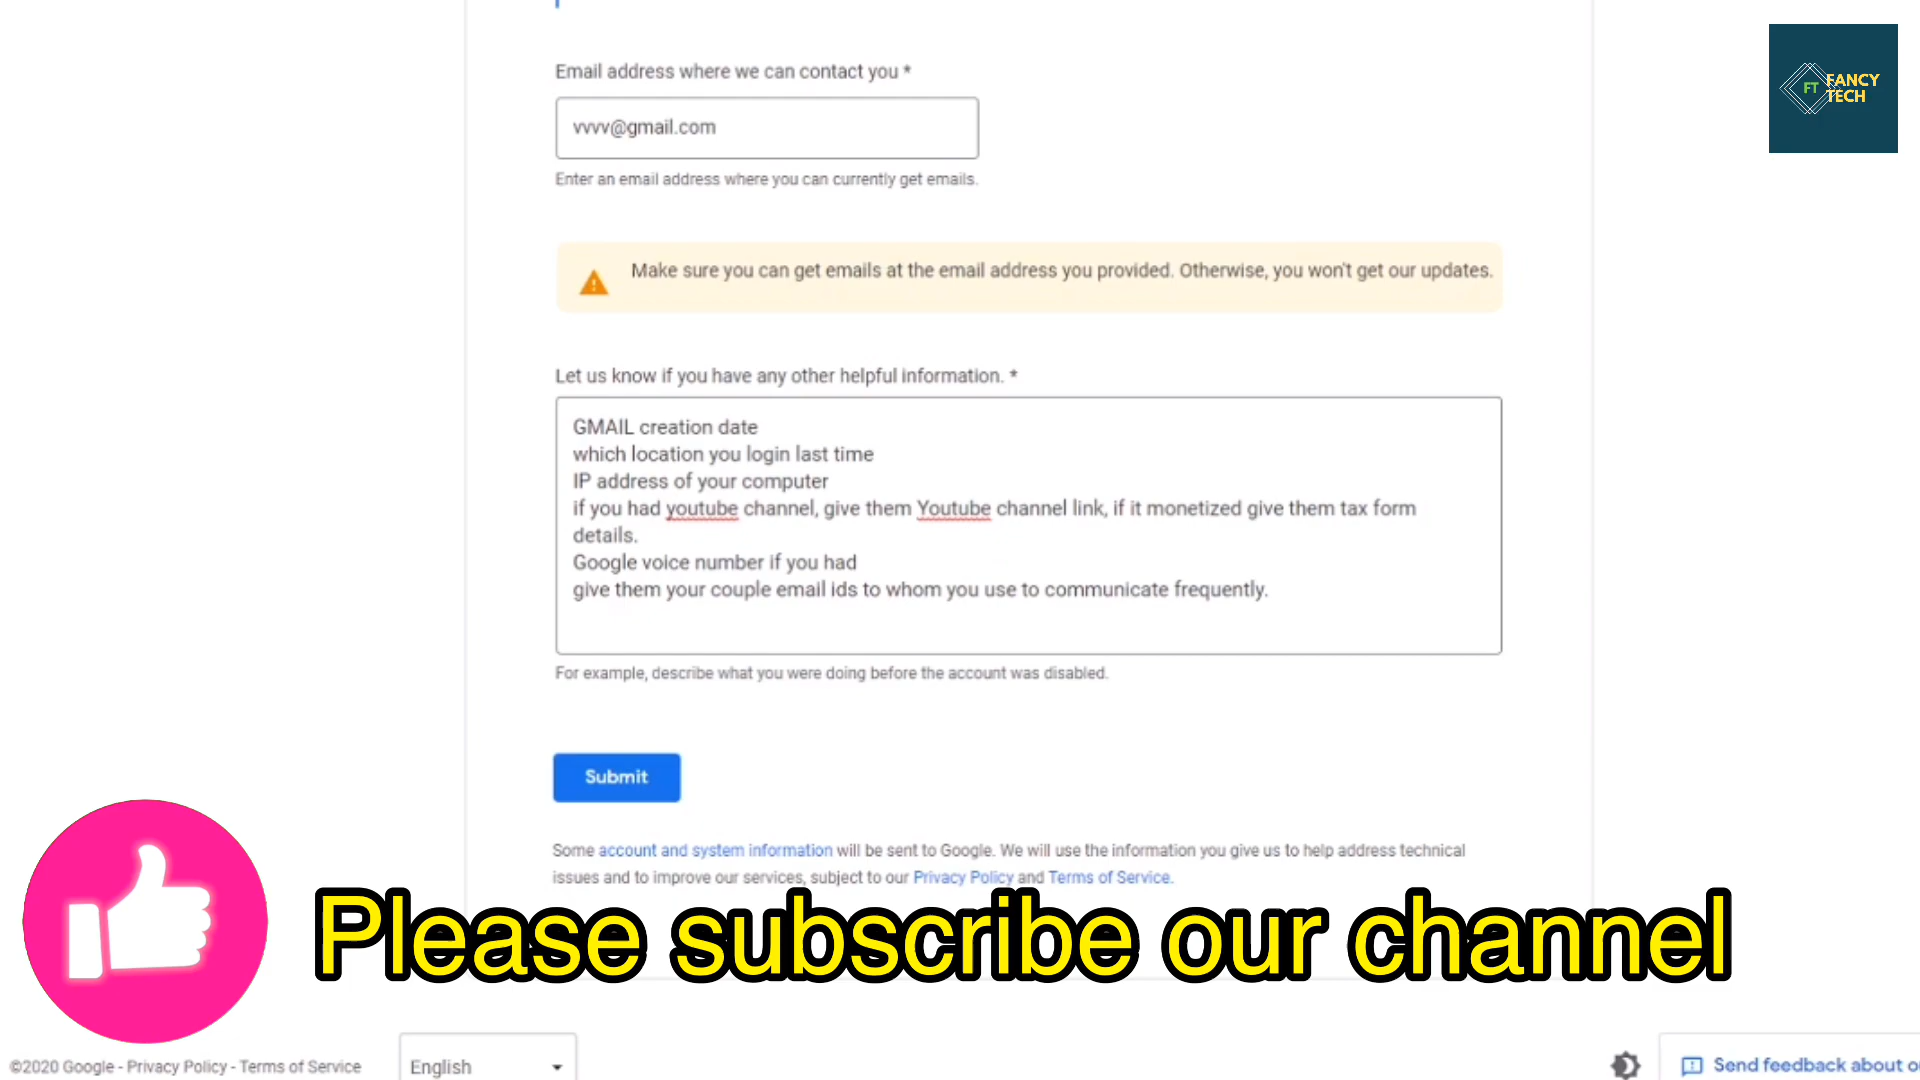 Email address where we can contact you *
FANCY
FT
TECH
vvvv@gmail.com
Enter an email address where you can currently get emails.
Make sure you can get emails at the email address you provided. Otherwise, you won't get our updates.
Let us know if you have any other helpful information. *
GMAIL creation date
which location you login last time
IP address of your computer
if you had youtube channel, give them Youtube channel link, if it monetized give them tax form
details.
Google voice number if you had
give them your couple email ids to whom you use to communicate frequently.
For example, describe what you were doing before the account was disabled.
Submit
Some account and system information will be sent to Google. We will use the information you give us to help address technical
issues and to improve our services, subject to our Privacy Policy and Terms of Service.
Please subscribe our channel
©2020 Google - Privacy Policy - Terms of Service
English
Send feedback about